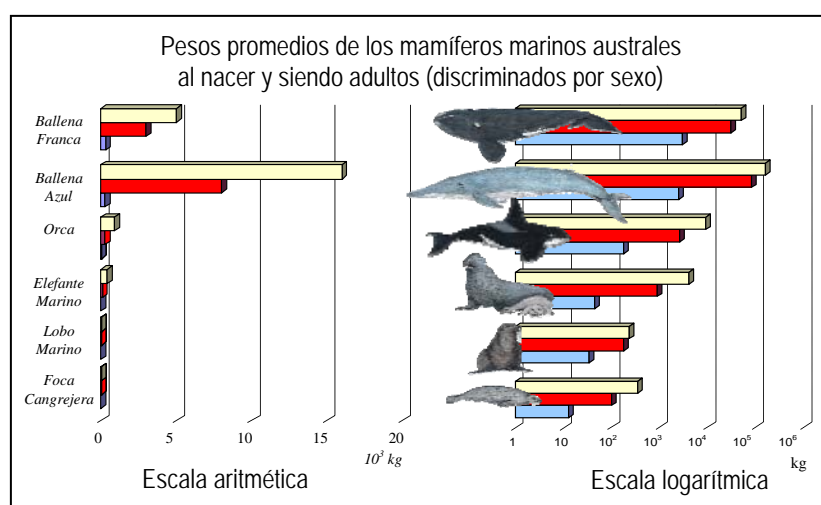 Pesos promedios de los mamíferos marinos australes
al nacer y siendo adultos (discriminados por sexo)
Ballena
Franca
Ballena
Azul
Orca
Elefante
Marino
Lobo
Marino
Foca
Cangrejera
0 5 10 15 20
10³ kg
Escala aritmética
1 10 10² 10³ 10⁴ 10⁵ 10⁶
kg
Escala logarítmica